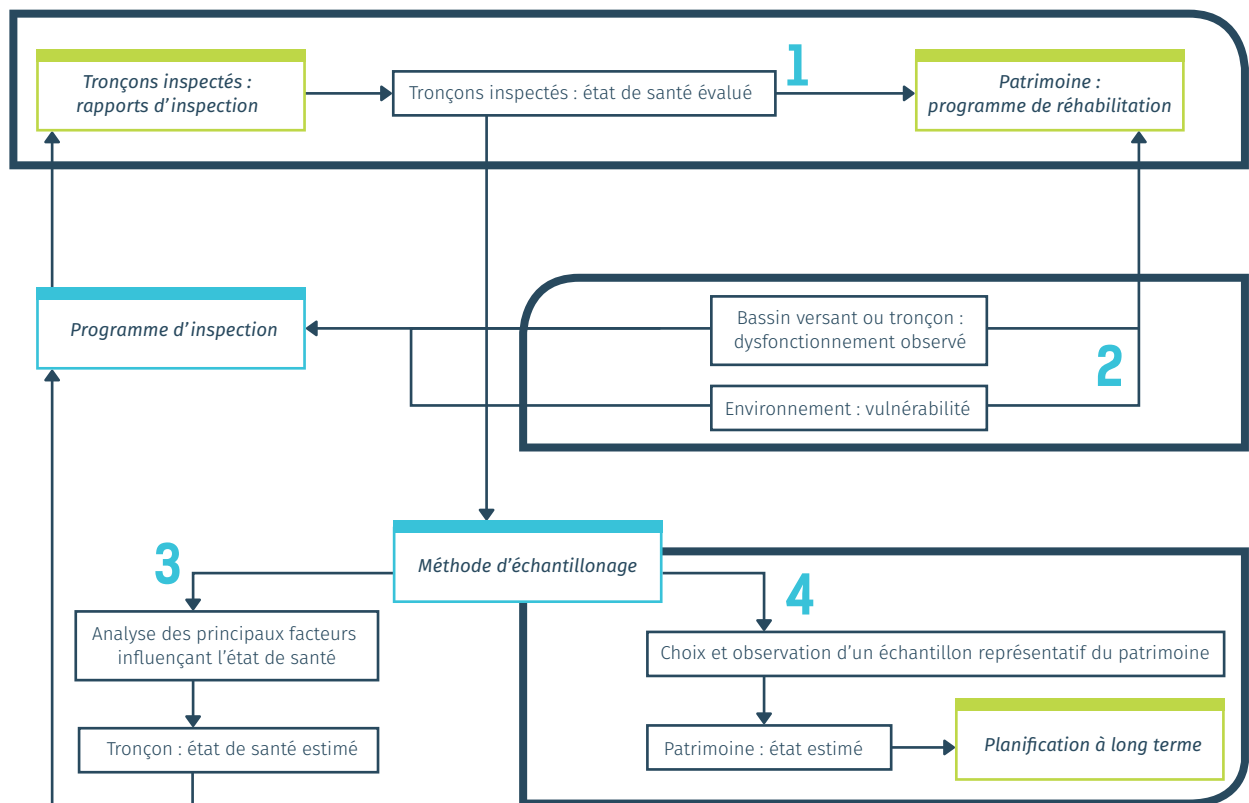 Tronçons inspectés :
rapports d'inspection
Tronçons inspectés : état de santé évalué
1
Patrimoine :
programme de réhabilitation
Programme d'inspection
Bassin versant ou tronçon :
dysfonctionnement observé
2
Environnement : vulnérabilité
Méthode d'échantillonage
3
4
Analyse des principaux facteurs
influençant l'état de santé
Choix et observation d'un échantillon représentatif du patrimoine
Tronçon : état de santé estimé
Patrimoine : état estimé
Planification à long terme